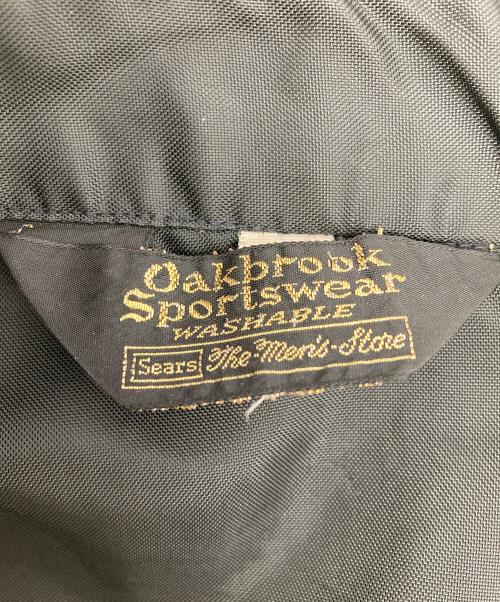 Oakbrook
Sportswear
WASHABLE
Sears The Men's Store